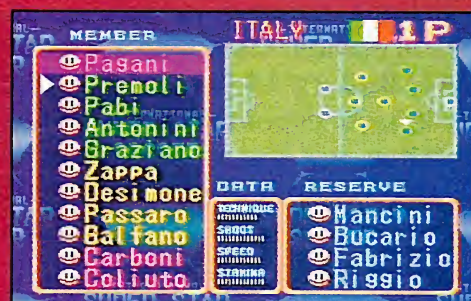 MEMBER
ITALY 1P
Pagani
Premoli
Pabi
Antonini
Graziano
Zappa
Desimone
Passaro
Balfano
Carboni
Coliuto
DATA
TECHNIQUE
SHOOT
SPEED
STAMINA
RESERVE
Mancini
Bucario
Fabrizio
Riggio